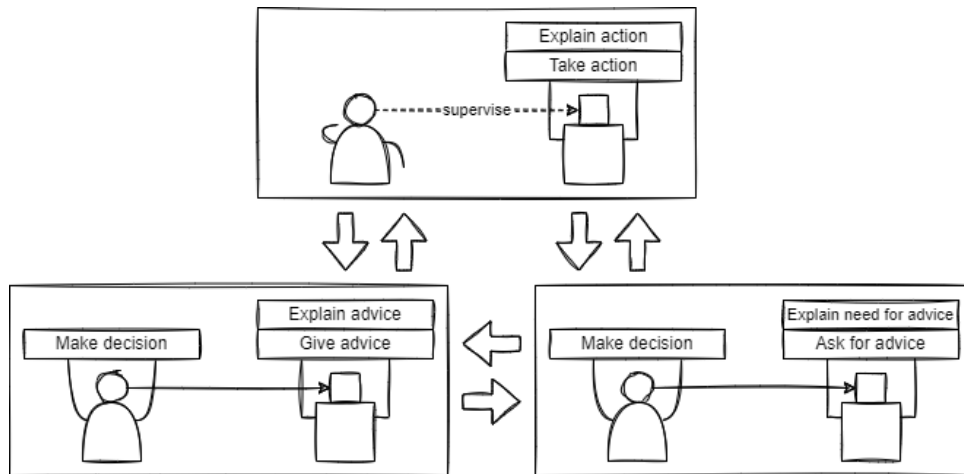 Explain action
Take action
supervise
Explain advice
Make decision
Give advice
Explain need for advice
Make decision
Ask for advice